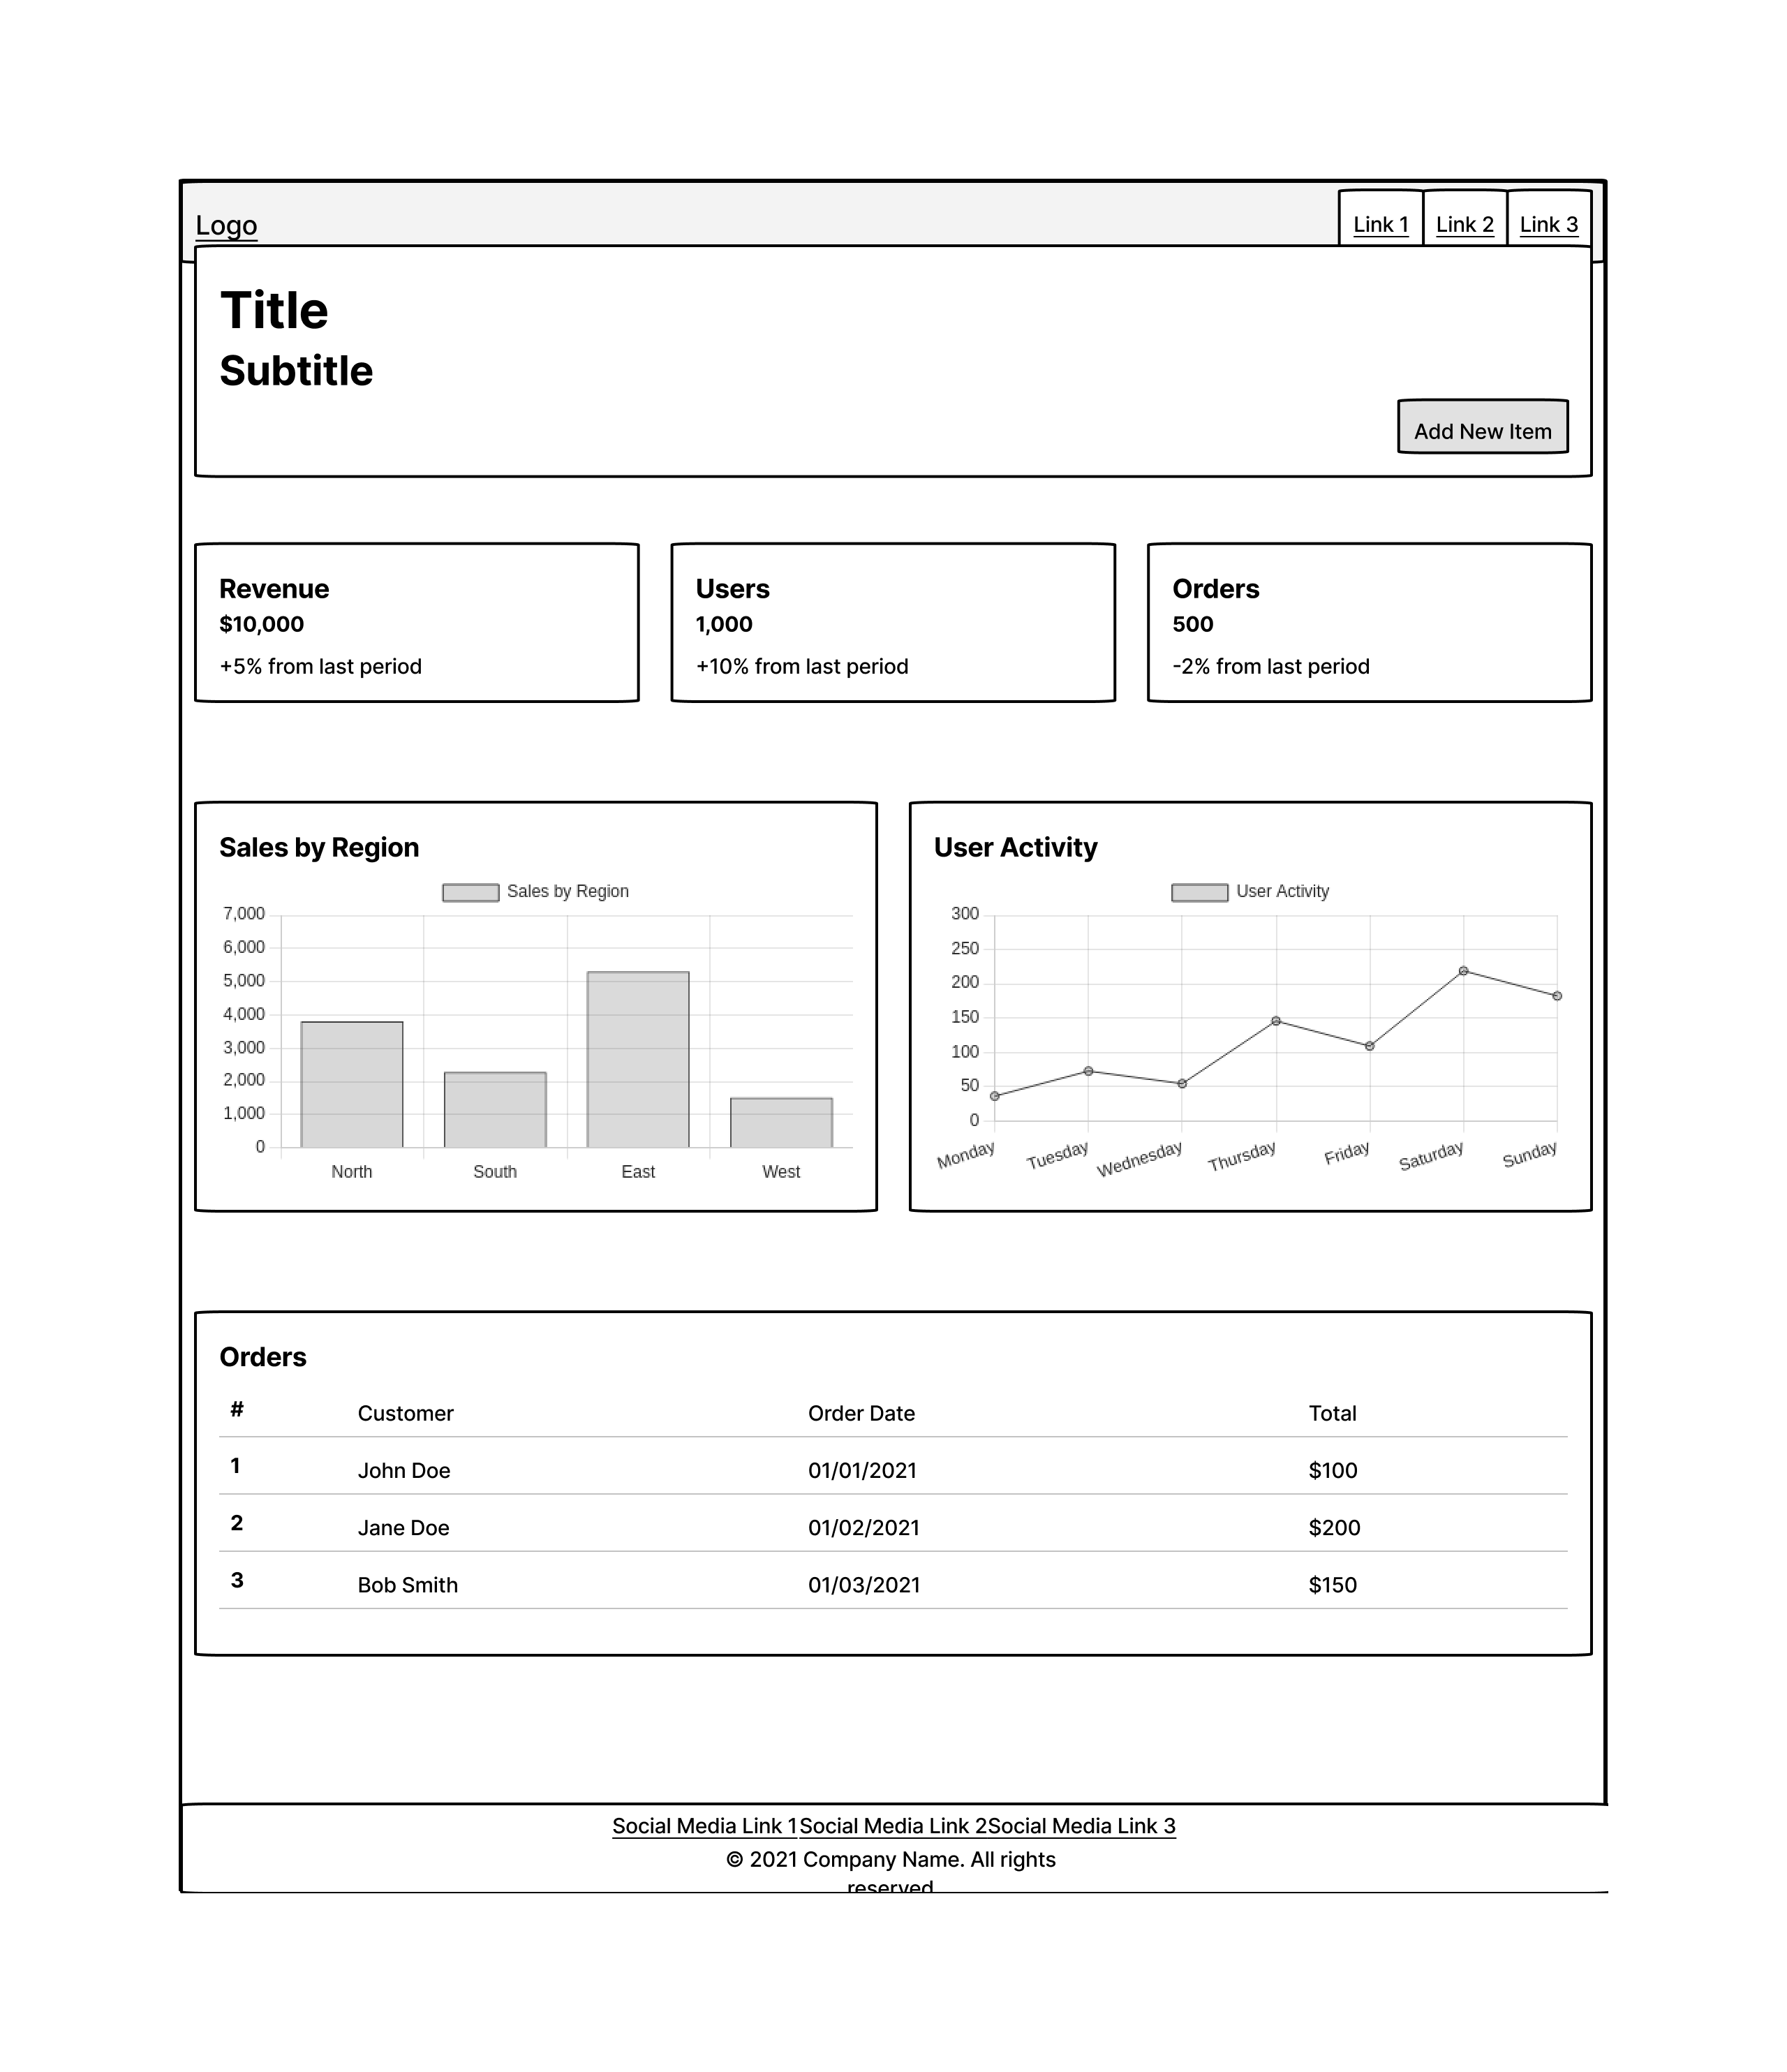 Logo
Link 1 Link 2 Link 3
Title
Subtitle
Add New Item
Revenue
$10,000
+5% from last period
Users
1,000
+10% from last period
Orders
500
-2% from last period
Sales by Region
Sales by Region
7,000
6,000
5,000
4,000
3,000
2,000
1,000
0
North South East West
User Activity
User Activity
300
250
200
150
100
50
0
Monday Tuesday Wednesday Thursday Friday Saturday Sunday
Orders
# Customer Order Date Total
1 John Doe 01/01/2021 $100
2 Jane Doe 01/02/2021 $200
3 Bob Smith 01/03/2021 $150
Social Media Link 1Social Media Link 2Social Media Link 3
© 2021 Company Name. All rights
reserved